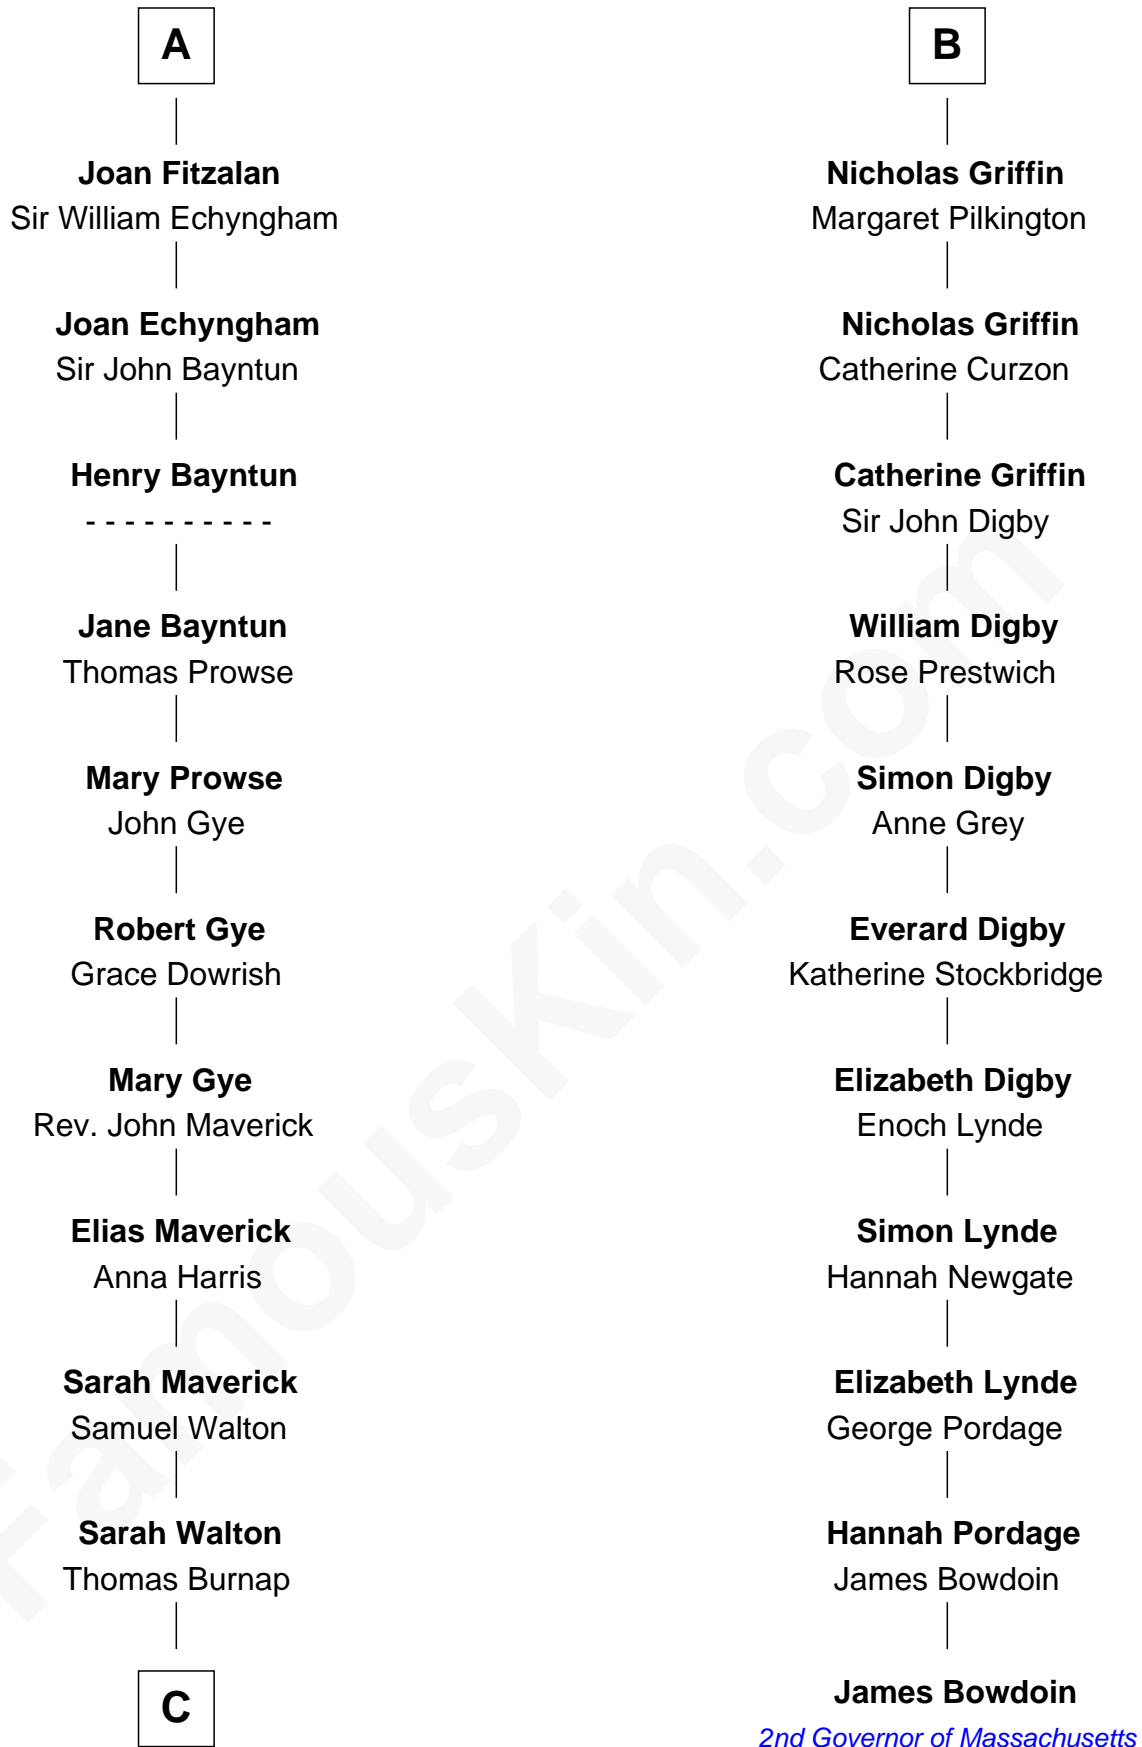 A
Joan Fitzalan
Sir William Echyngham
Joan Echyngham
Sir John Bayntun
Henry Bayntun
- - - - - - - - - -
Jane Bayntun
Thomas Prowse
Mary Prowse
John Gye
Robert Gye
Grace Dowrish
Mary Gye
Rev. John Maverick
Elias Maverick
Anna Harris
Sarah Maverick
Samuel Walton
Sarah Walton
Thomas Burnap
C
B
Nicholas Griffin
Margaret Pilkington
Nicholas Griffin
Catherine Curzon
Catherine Griffin
Sir John Digby
William Digby
Rose Prestwich
Simon Digby
Anne Grey
Everard Digby
Katherine Stockbridge
Elizabeth Digby
Enoch Lynde
Simon Lynde
Hannah Newgate
Elizabeth Lynde
George Pordage
Hannah Pordage
James Bowdoin
James Bowdoin
2nd Governor of Massachusetts
FamousKin.com